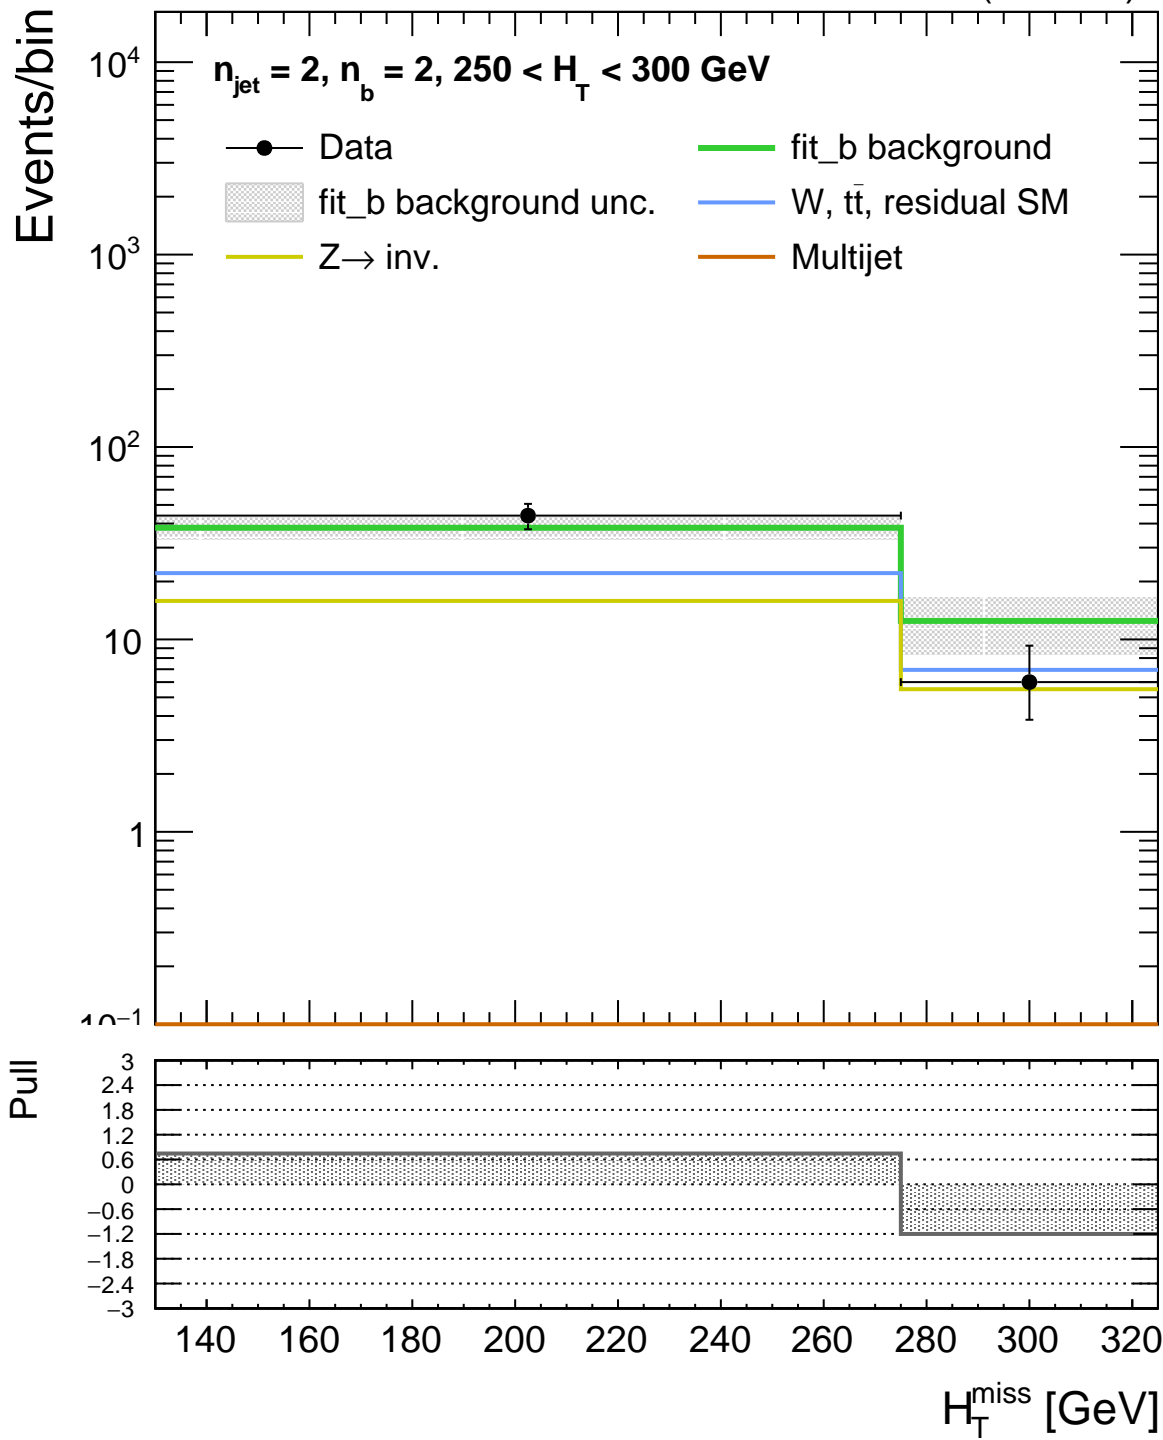 Events/bin
n_jet = 2, n_b = 2, 250 < H_T < 300 GeV
Data
fit_b background
fit_b background unc.
W, tt̄, residual SM
Z→ inv.
Multijet
10^4
10^3
10^2
10
1
10^−1
Pull
3
2.4
1.8
1.2
0.6
0
−0.6
−1.2
−1.8
−2.4
−3
140 160 180 200 220 240 260 280 300 320
H_T^miss [GeV]